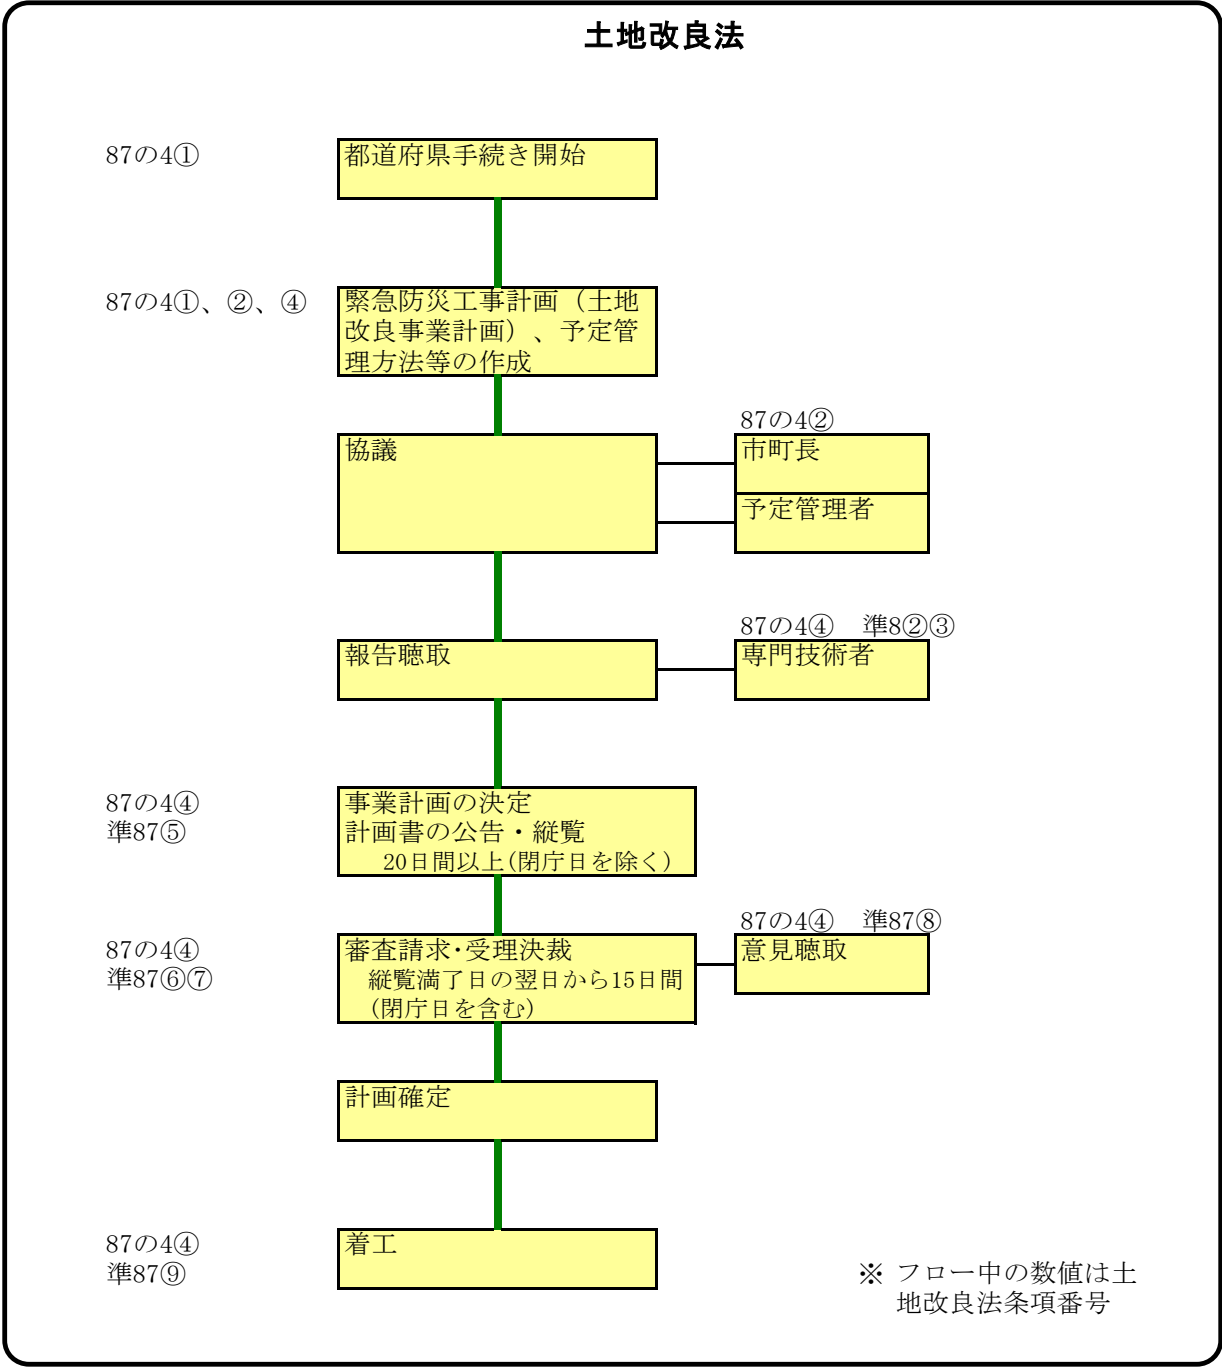 土地改良法
87の4①
都道府県手続き開始
87の4①、②、④
緊急防災工事計画（土地
改良事業計画）、予定管
理方法等の作成
87の4②
協議
市町長
予定管理者
87の4④　準8②③
報告聴取
専門技術者
87の4④
準87⑤
事業計画の決定
計画書の公告・縦覧
20日間以上(閉庁日を除く)
87の4④　準87⑧
87の4④
準87⑥⑦
審査請求･受理決裁
縦覧満了日の翌日から15日間
(閉庁日を含む)
意見聴取
計画確定
87の4④
準87⑨
着工
※ フロー中の数値は土
地改良法条項番号